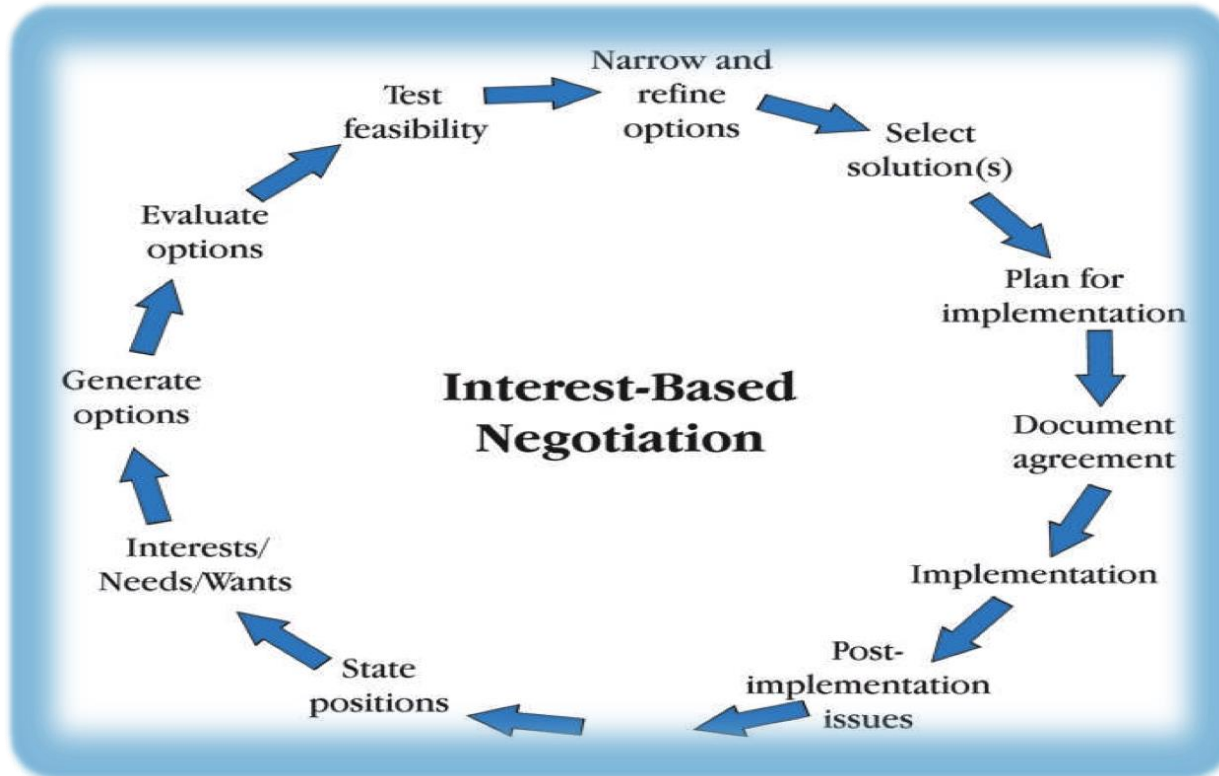 Interest-Based
Negotiation
State
positions
Interests/
Needs/Wants
Generate
options
Evaluate
options
Test
feasibility
Narrow and
refine
options
Select
solution(s)
Plan for
implementation
Document
agreement
Implementation
Post-
implementation
issues